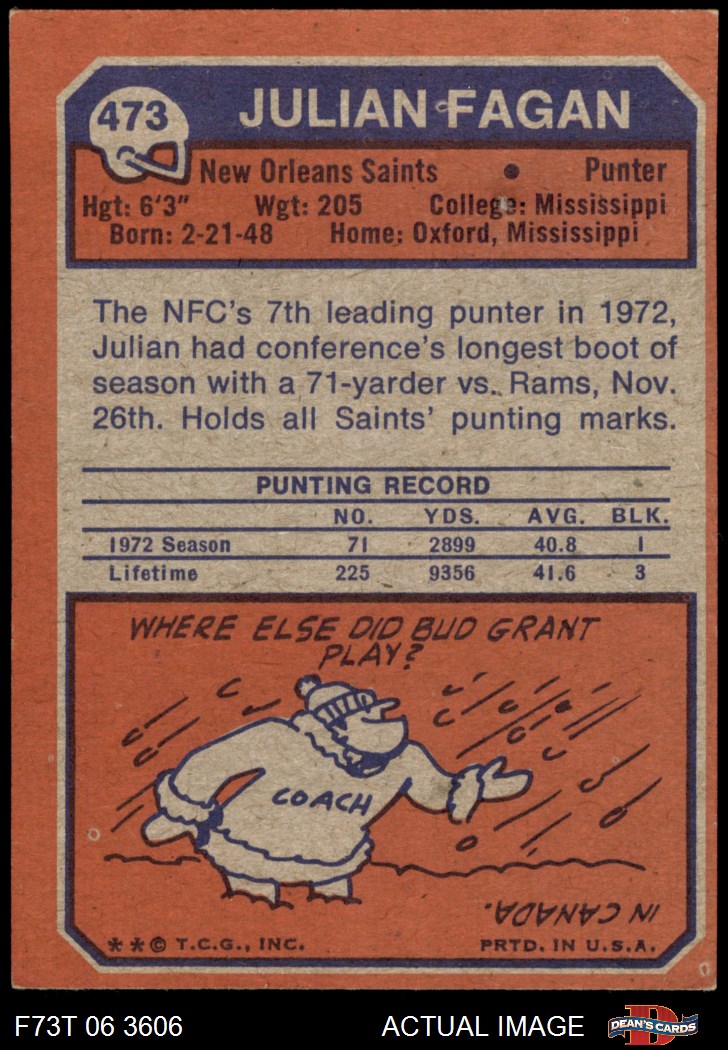 473
JULIAN FAGAN
New Orleans Saints • Punter
Hgt: 6'3" Wgt: 205 College: Mississippi
Born: 2-21-48 Home: Oxford, Mississippi
The NFC's 7th leading punter in 1972,
Julian had conference's longest boot of
season with a 71-yarder vs. Rams, Nov.
26th. Holds all Saints' punting marks.
PUNTING RECORD
NO. YDS. AVG. BLK.
1972 Season 71 2899 40.8 1
Lifetime 225 9356 41.6 3
WHERE ELSE DID BUD GRANT
PLAY?
COACH
IN CANADA.
**© T.C.G., INC. PRTD. IN U.S.A.
F73T 06 3606 ACTUAL IMAGE
D
DEAN'S CARDS